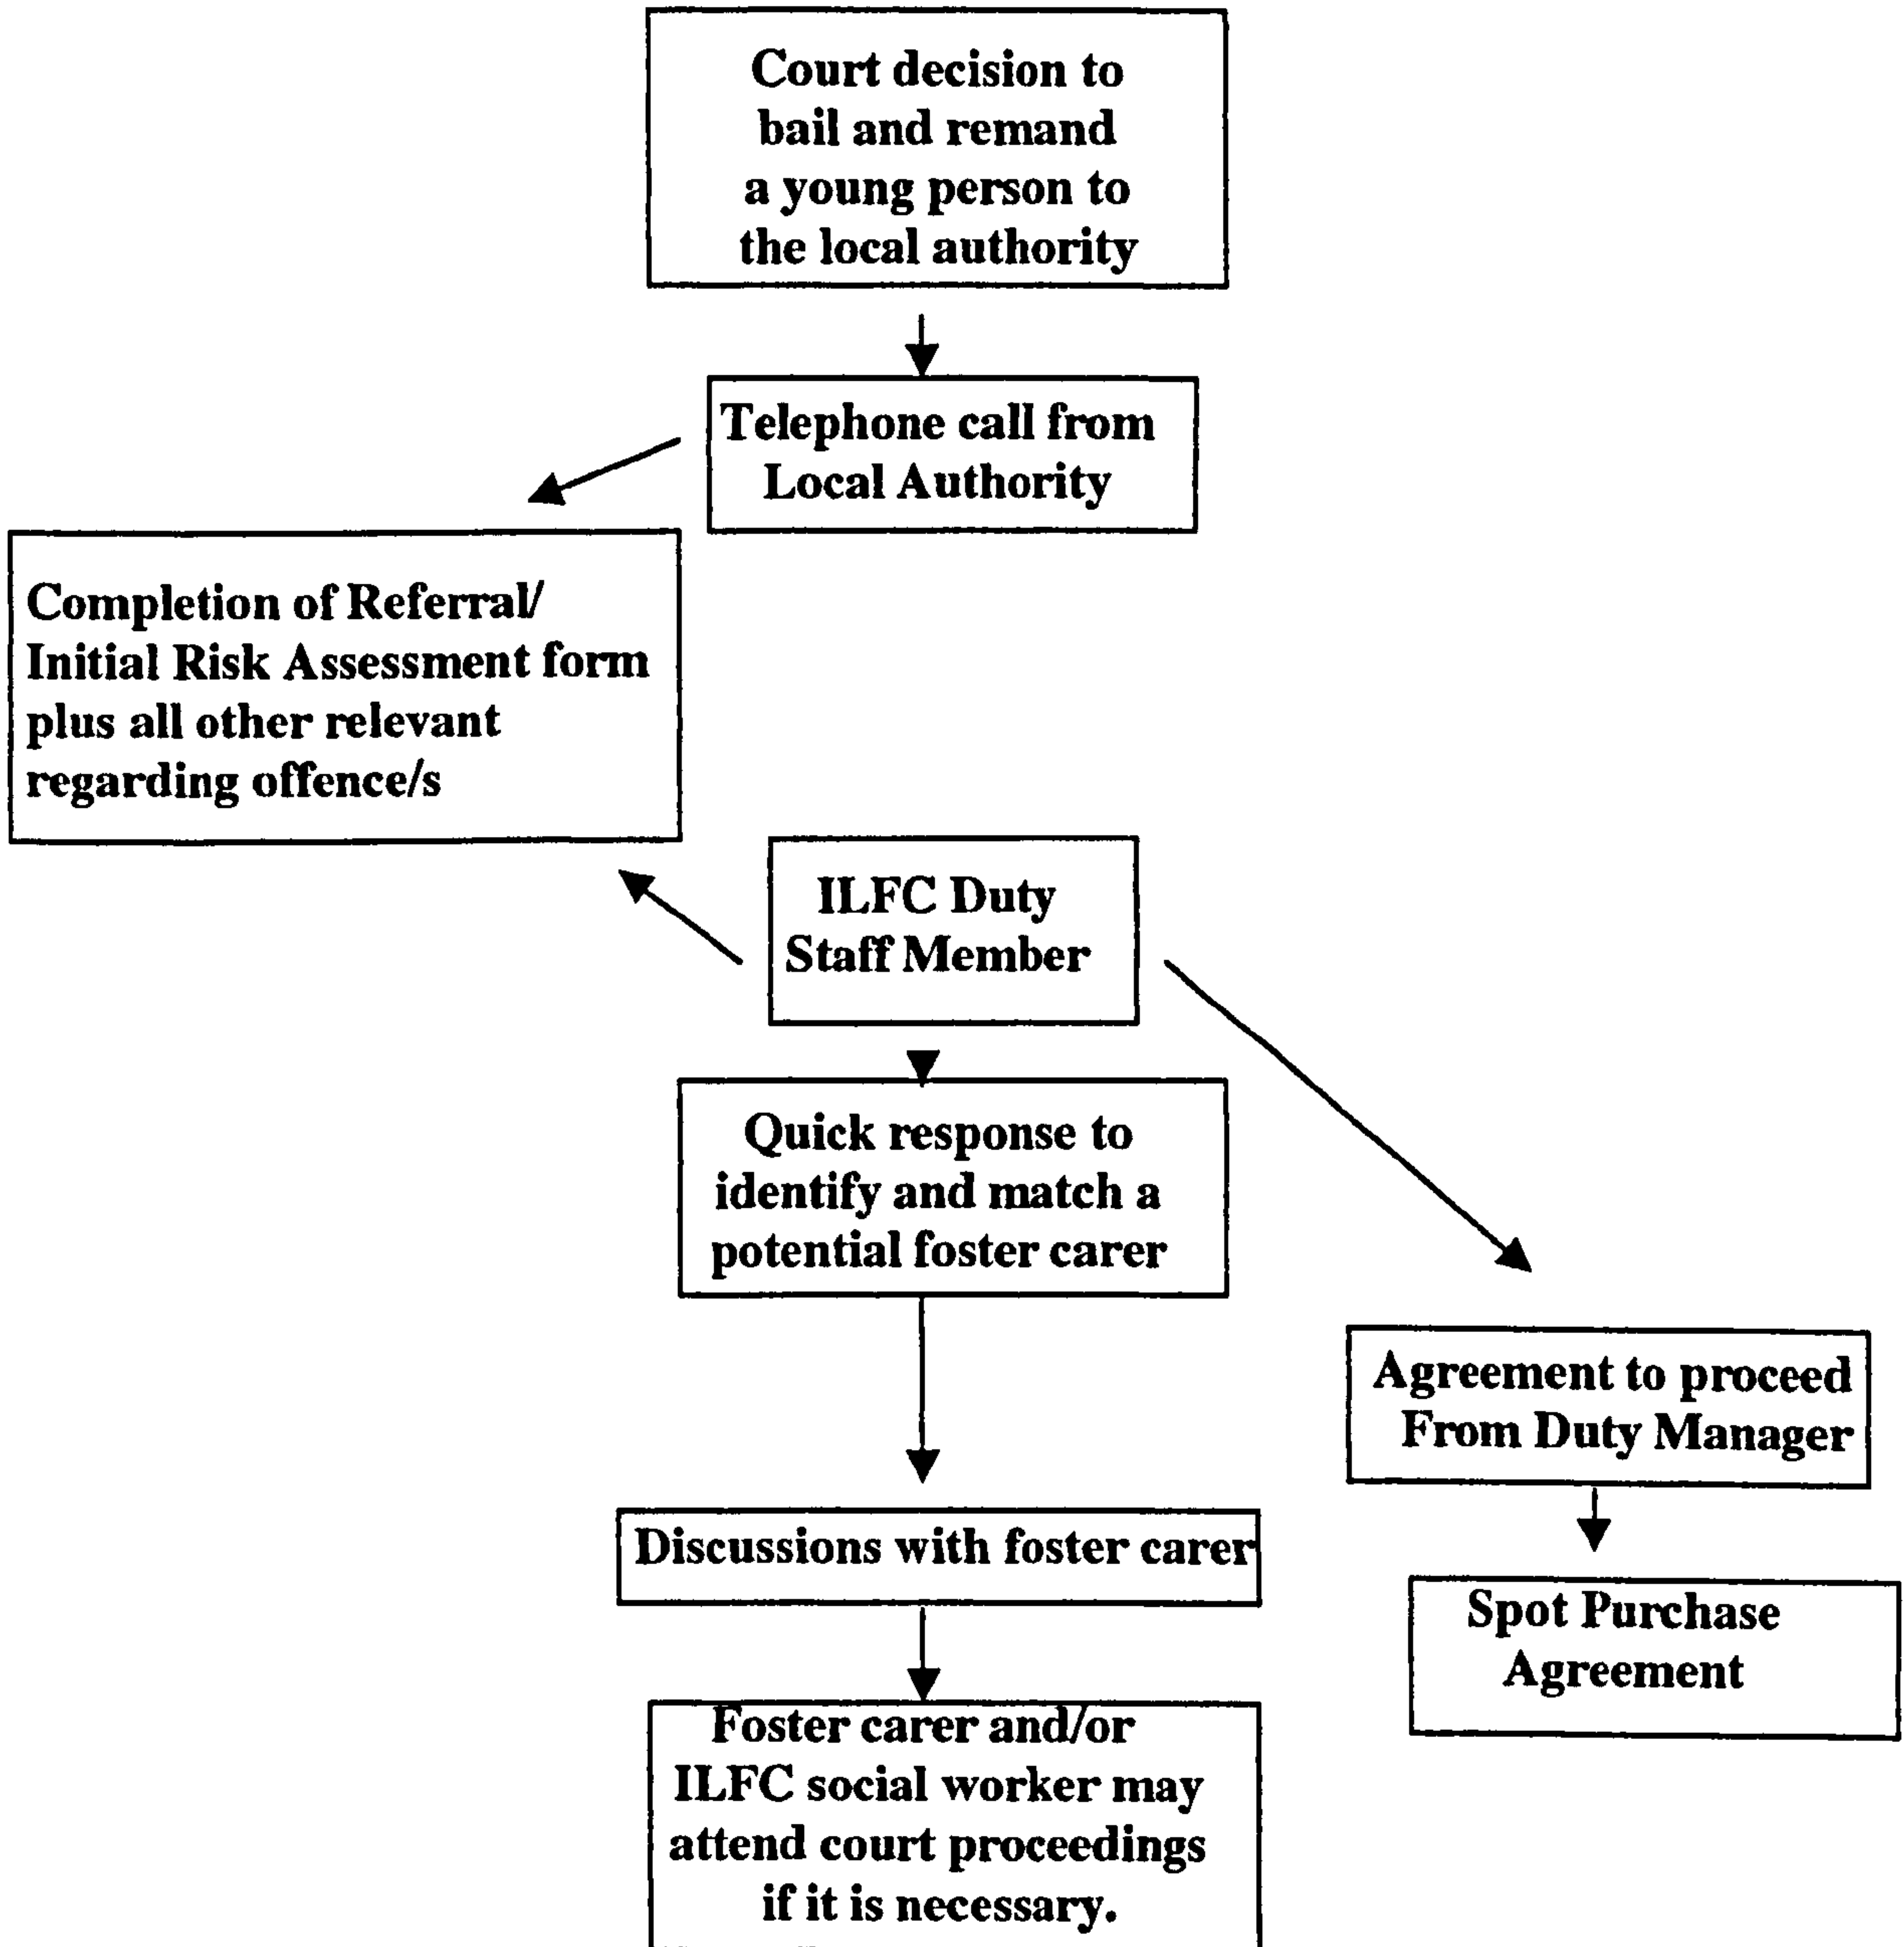 Court decision to
bail and remand
a young person to
the local authority
Telephone call from
Local Authority
Completion of Referral/
Initial Risk Assessment form
plus all other relevant
regarding offence/s
ILFC Duty
Staff Member
Quick response to
identify and match a
potential foster carer
Agreement to proceed
From Duty Manager
Discussions with foster carer
Spot Purchase
Agreement
Foster carer and/or
ILFC social worker may
attend court proceedings
if it is necessary.